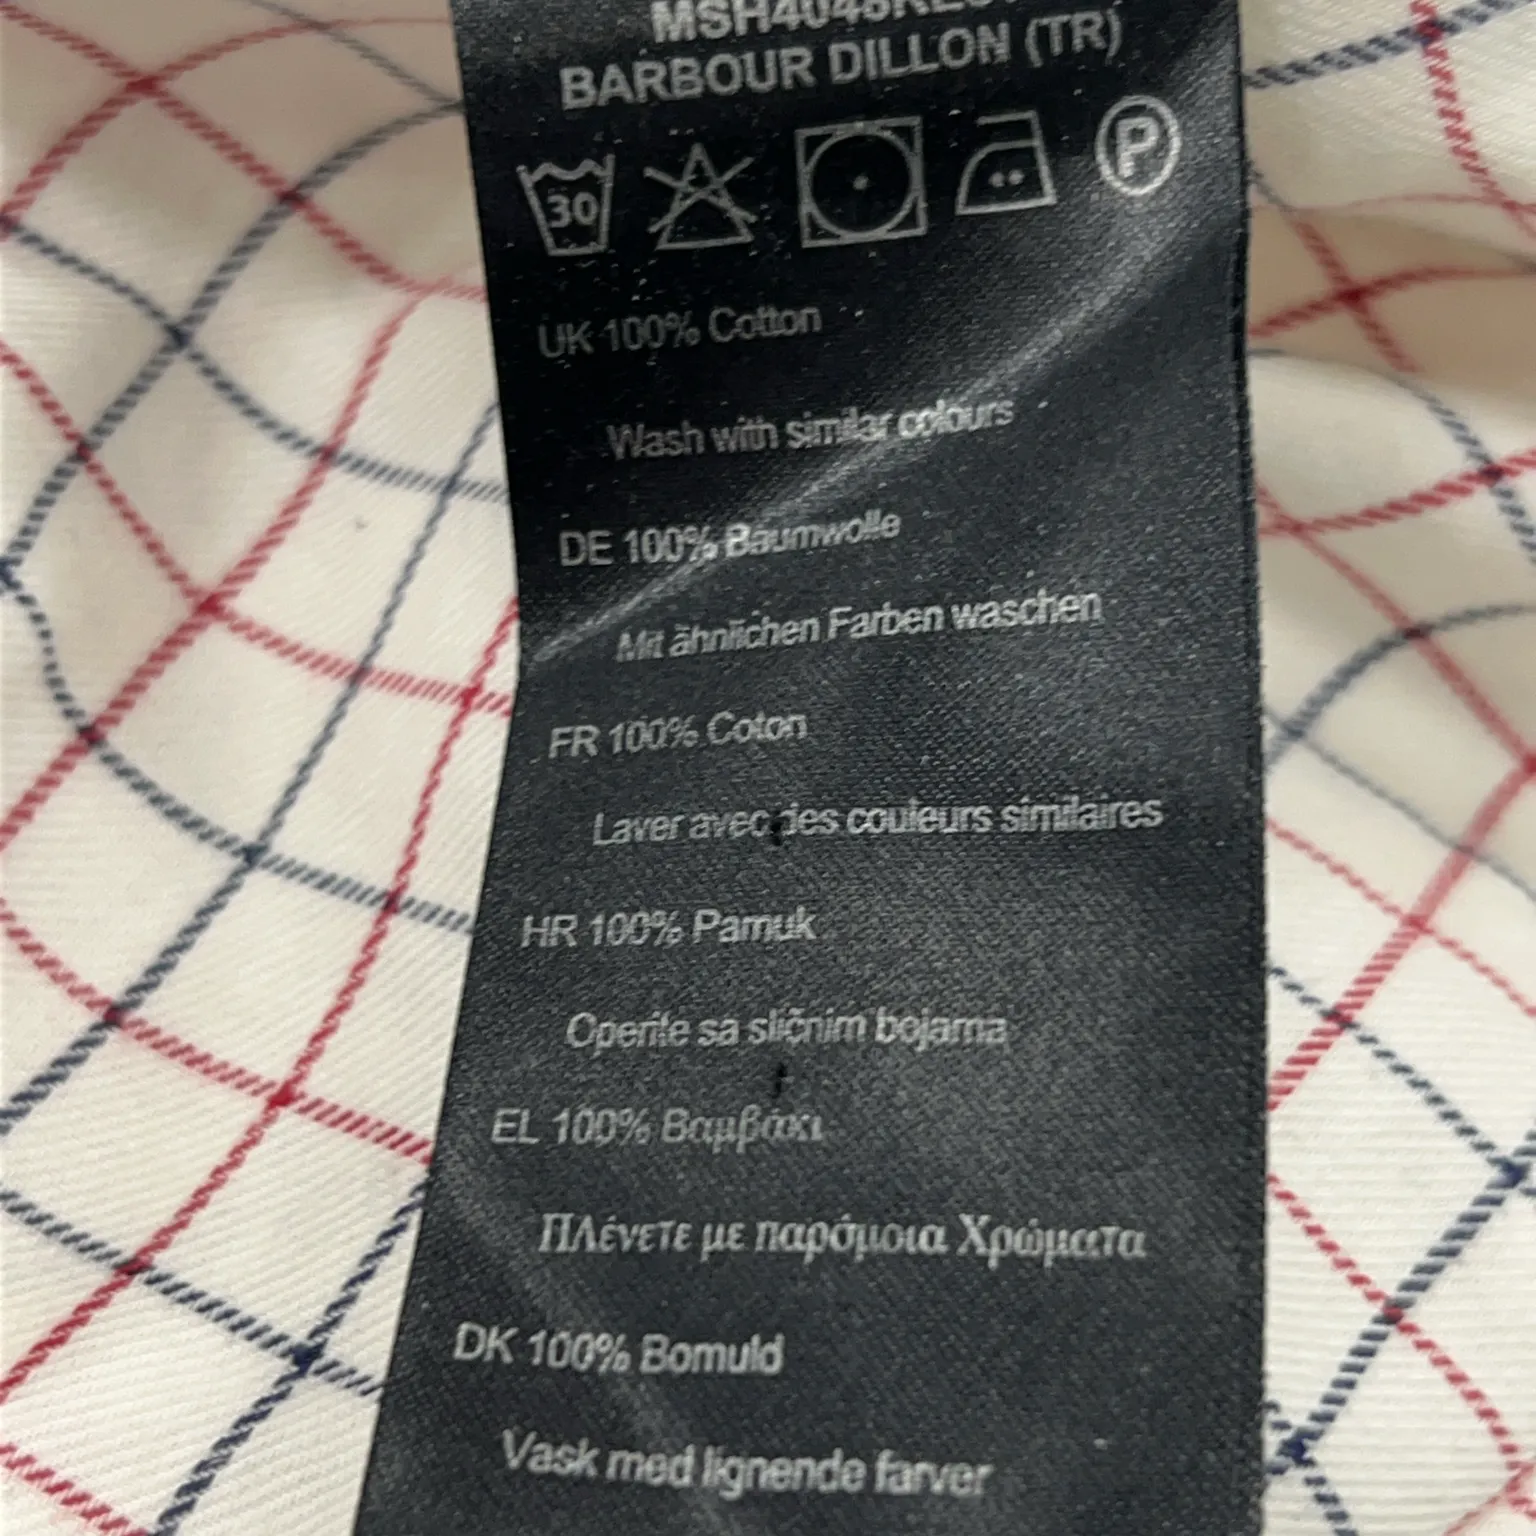 BARBOUR DILLON (TR)
30
P
UK 100% Cotton
Wash with similar colours
DE 100% Baumwolle
Mit ähnlichen Farben waschen
FR 100% Coton
Laver avec des couleurs similaires
HR 100% Pamuk
Operite sa sličnim bojama
EL 100% Βαμβάκι
Πλένετε με παρόμοια Χρώματα
DK 100% Bomuld
Vask med lignende farver